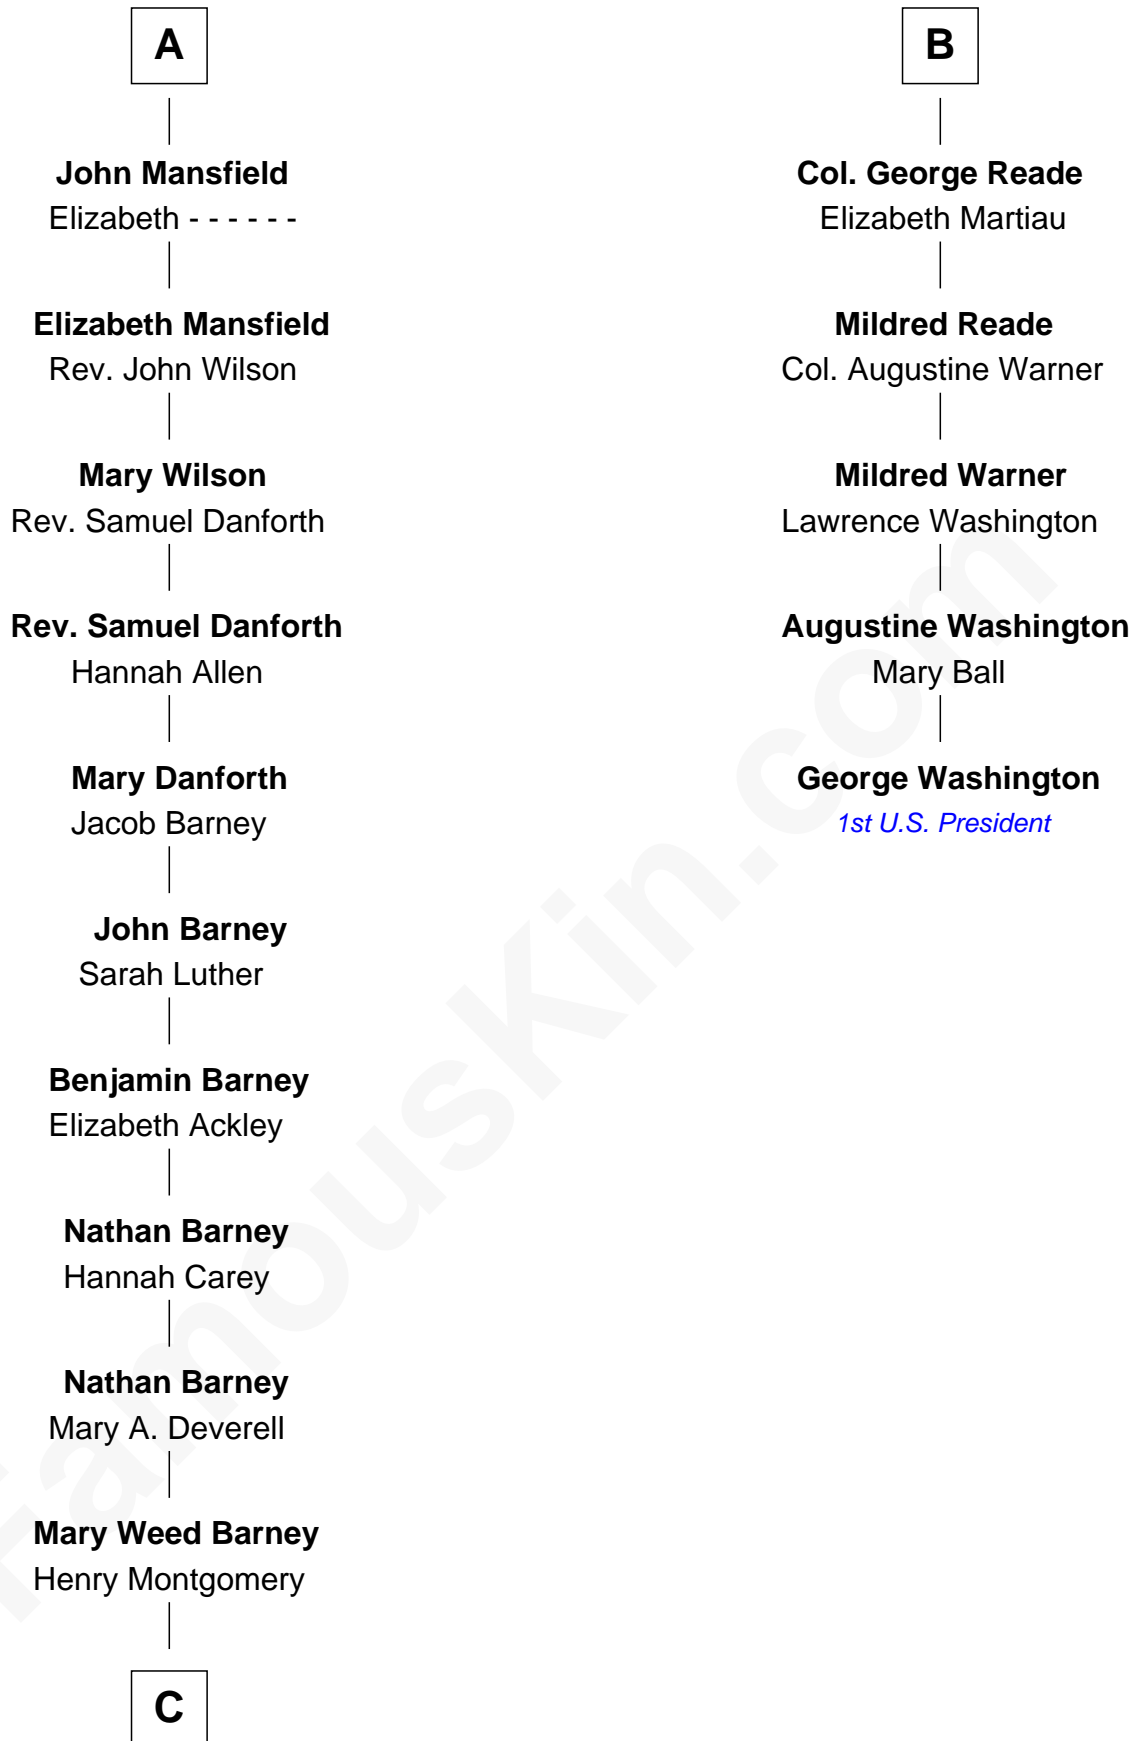 A
John Mansfield
Elizabeth - - - - - -
Elizabeth Mansfield
Rev. John Wilson
Mary Wilson
Rev. Samuel Danforth
Rev. Samuel Danforth
Hannah Allen
Mary Danforth
Jacob Barney
John Barney
Sarah Luther
Benjamin Barney
Elizabeth Ackley
Nathan Barney
Hannah Carey
Nathan Barney
Mary A. Deverell
Mary Weed Barney
Henry Montgomery
C
B
Col. George Reade
Elizabeth Martiau
Mildred Reade
Col. Augustine Warner
Mildred Warner
Lawrence Washington
Augustine Washington
Mary Ball
George Washington
1st U.S. President
FamousKin.com